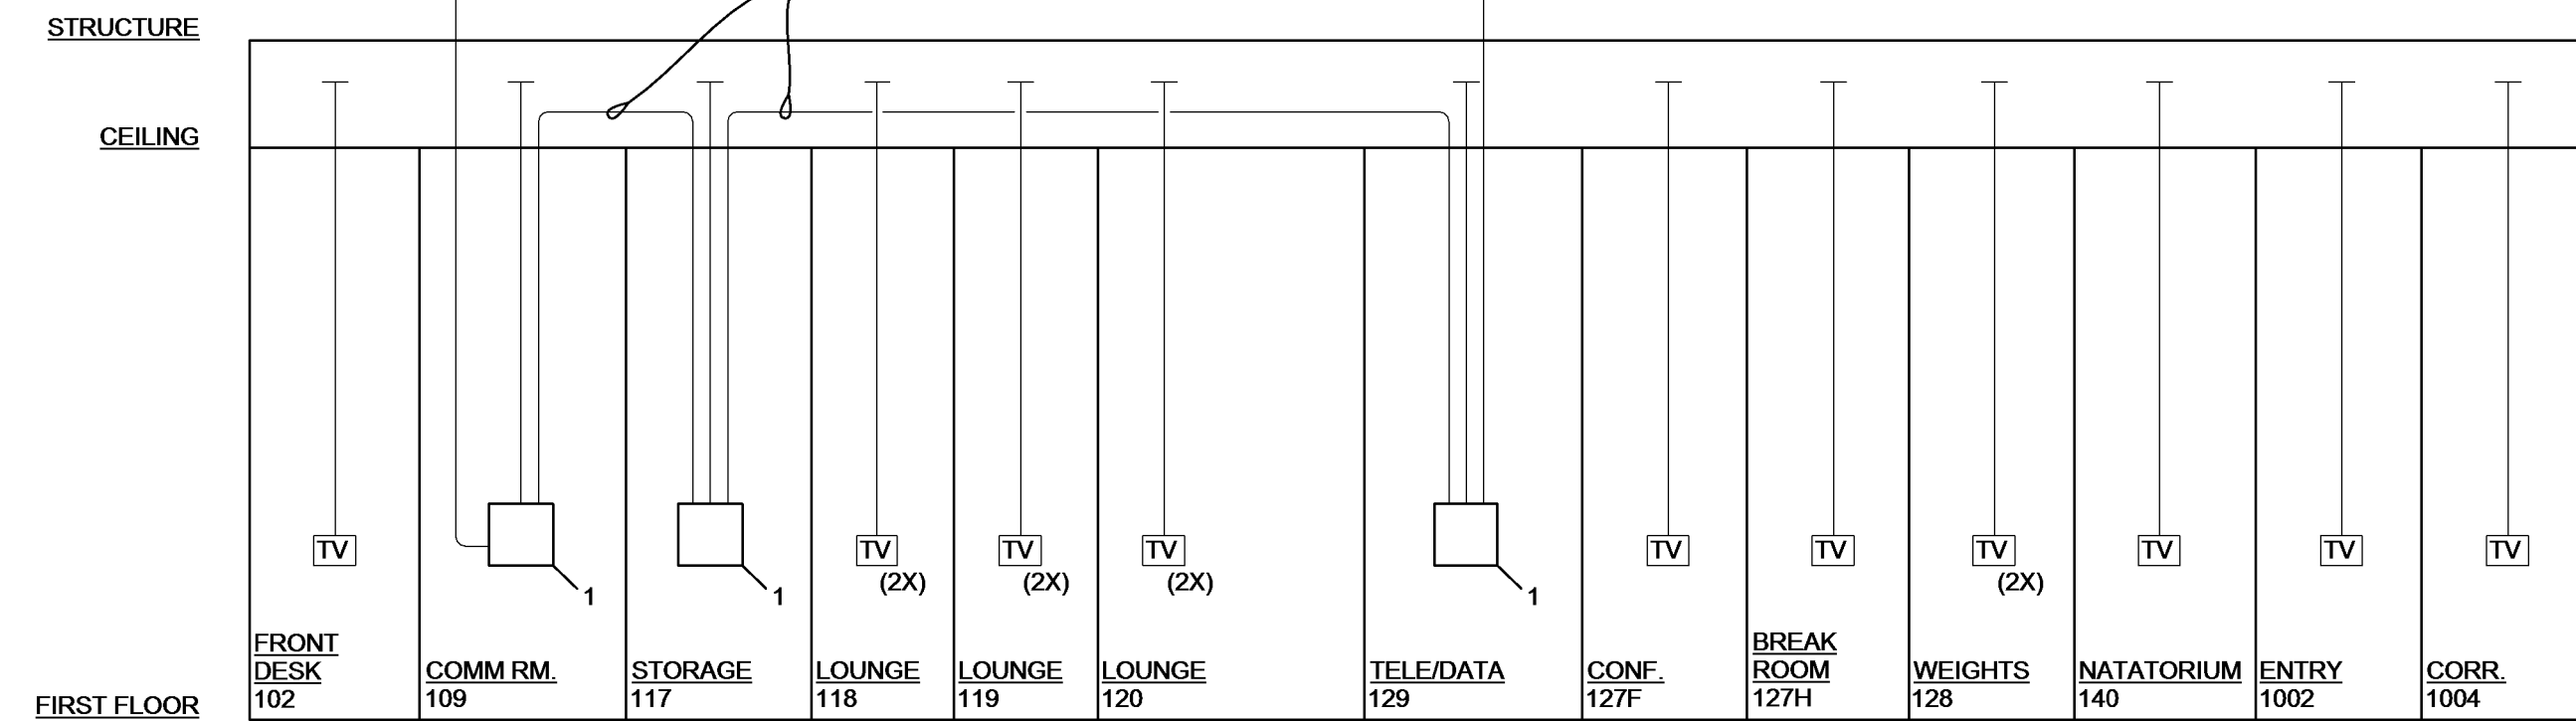 STRUCTURE
CEILING
TV
TV
TV
TV
TV
TV
TV
TV
TV
TV
(2X)
(2X)
(2X)
(2X)
1
1
1
FRONT
DESK
102
COMM RM.
109
STORAGE
117
LOUNGE
118
LOUNGE
119
LOUNGE
120
TELE/DATA
129
CONF.
127F
BREAK
ROOM
127H
WEIGHTS
128
NATATORIUM
140
ENTRY
1002
CORR.
1004
FIRST FLOOR